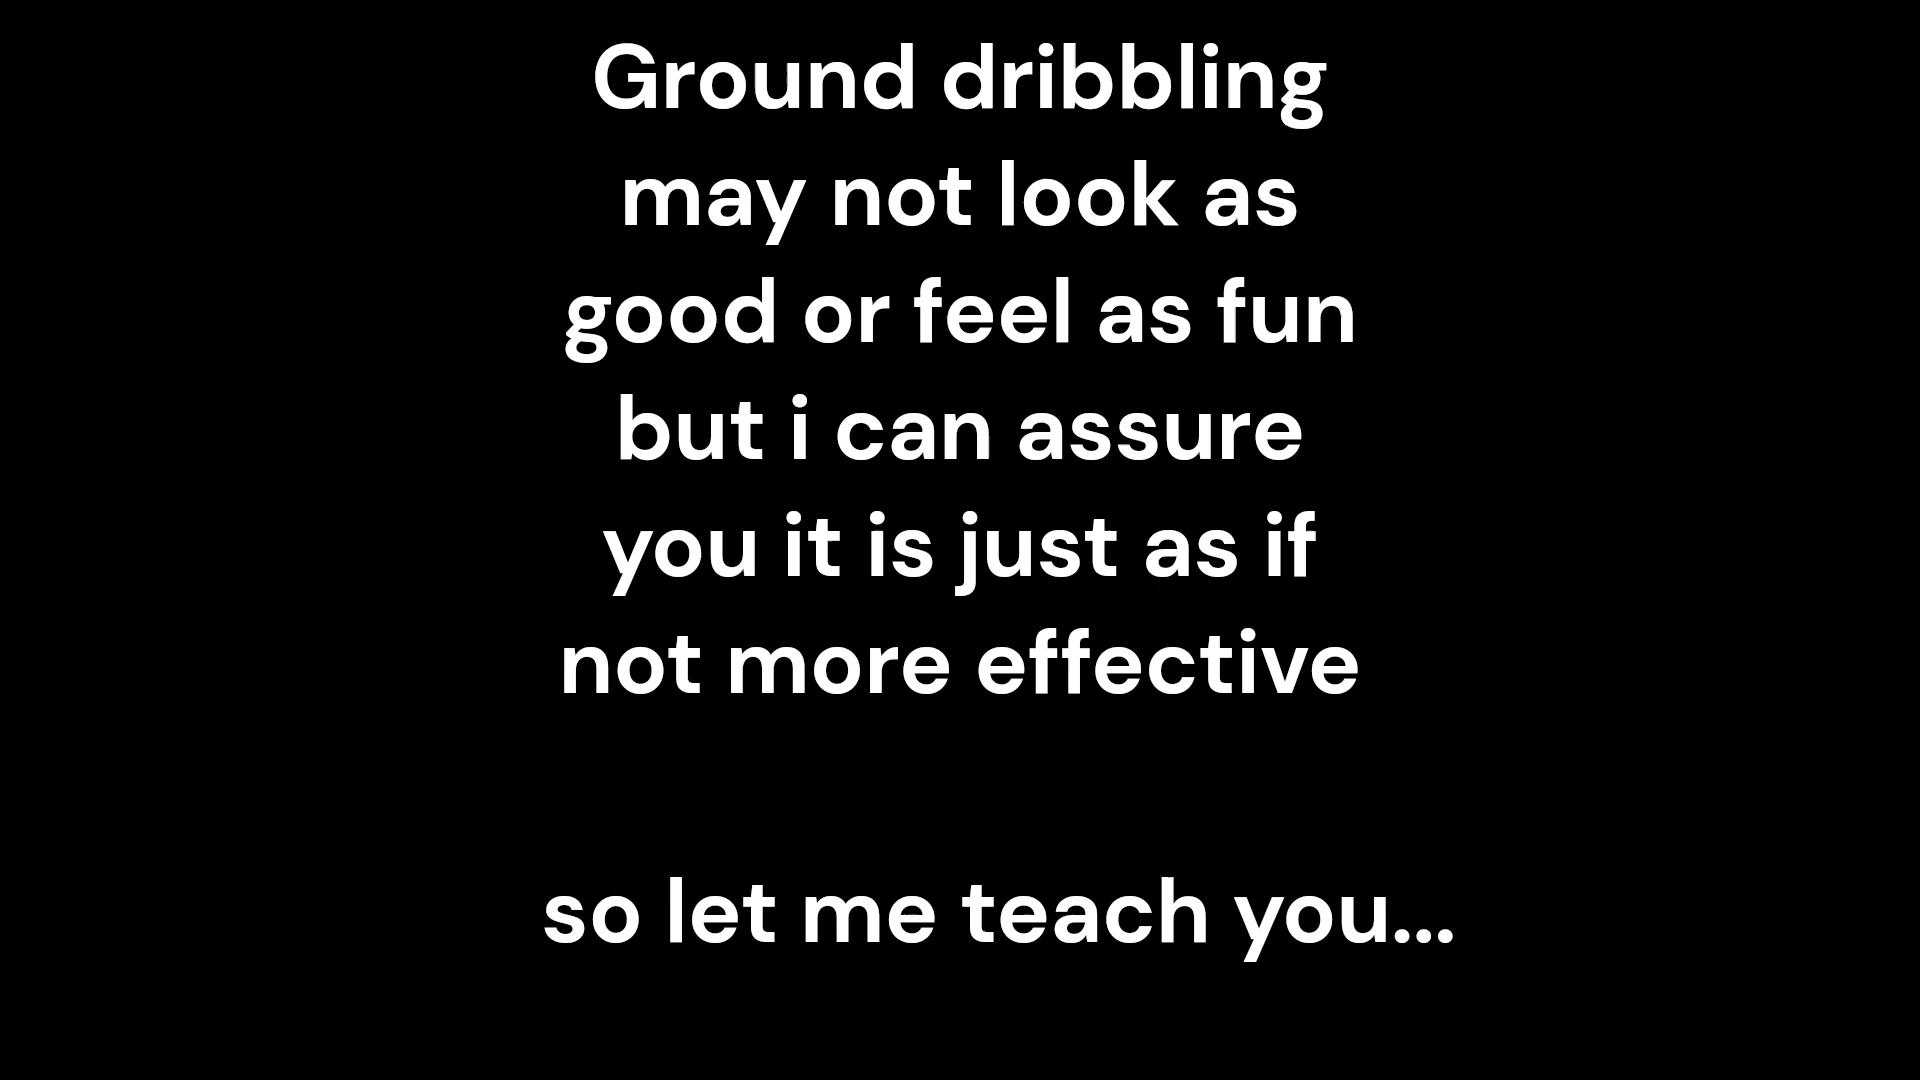 Ground dribbling
may not look as
good or feel as fun
but i can assure
you it is just as if
not more effective
so let me teach you...